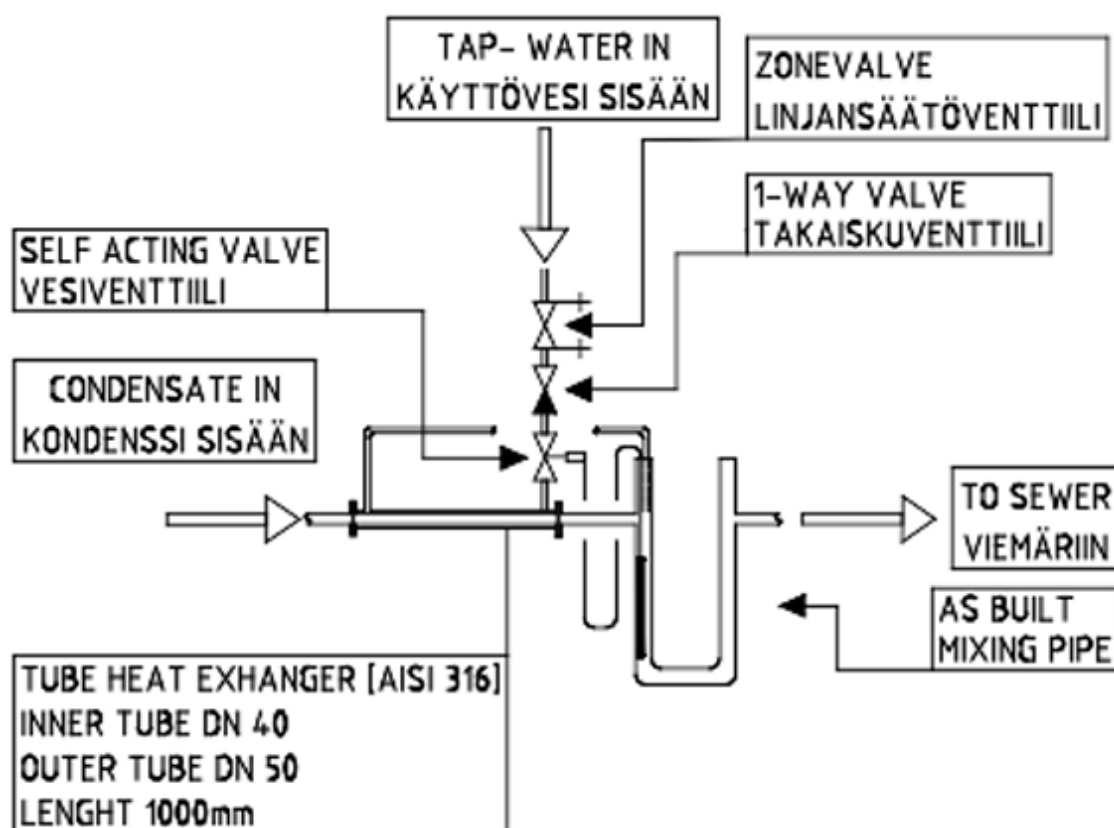 TAP- WATER IN
KÄYTTÖVESI SISÄÄN
ZONEVALVE
LINJANSÄÄTÖVENTTIILI
1-WAY VALVE
TAKAISKUVENTTIILI
SELF ACTING VALVE
VESIVENTTIILI
CONDENSATE IN
KONDENSSI SISÄÄN
TO SEWER
VIEMÄRIIN
AS BUILT
MIXING PIPE
TUBE HEAT EXHANGER [AISI 316]
INNER TUBE DN 40
OUTER TUBE DN 50
LENGHT 1000mm